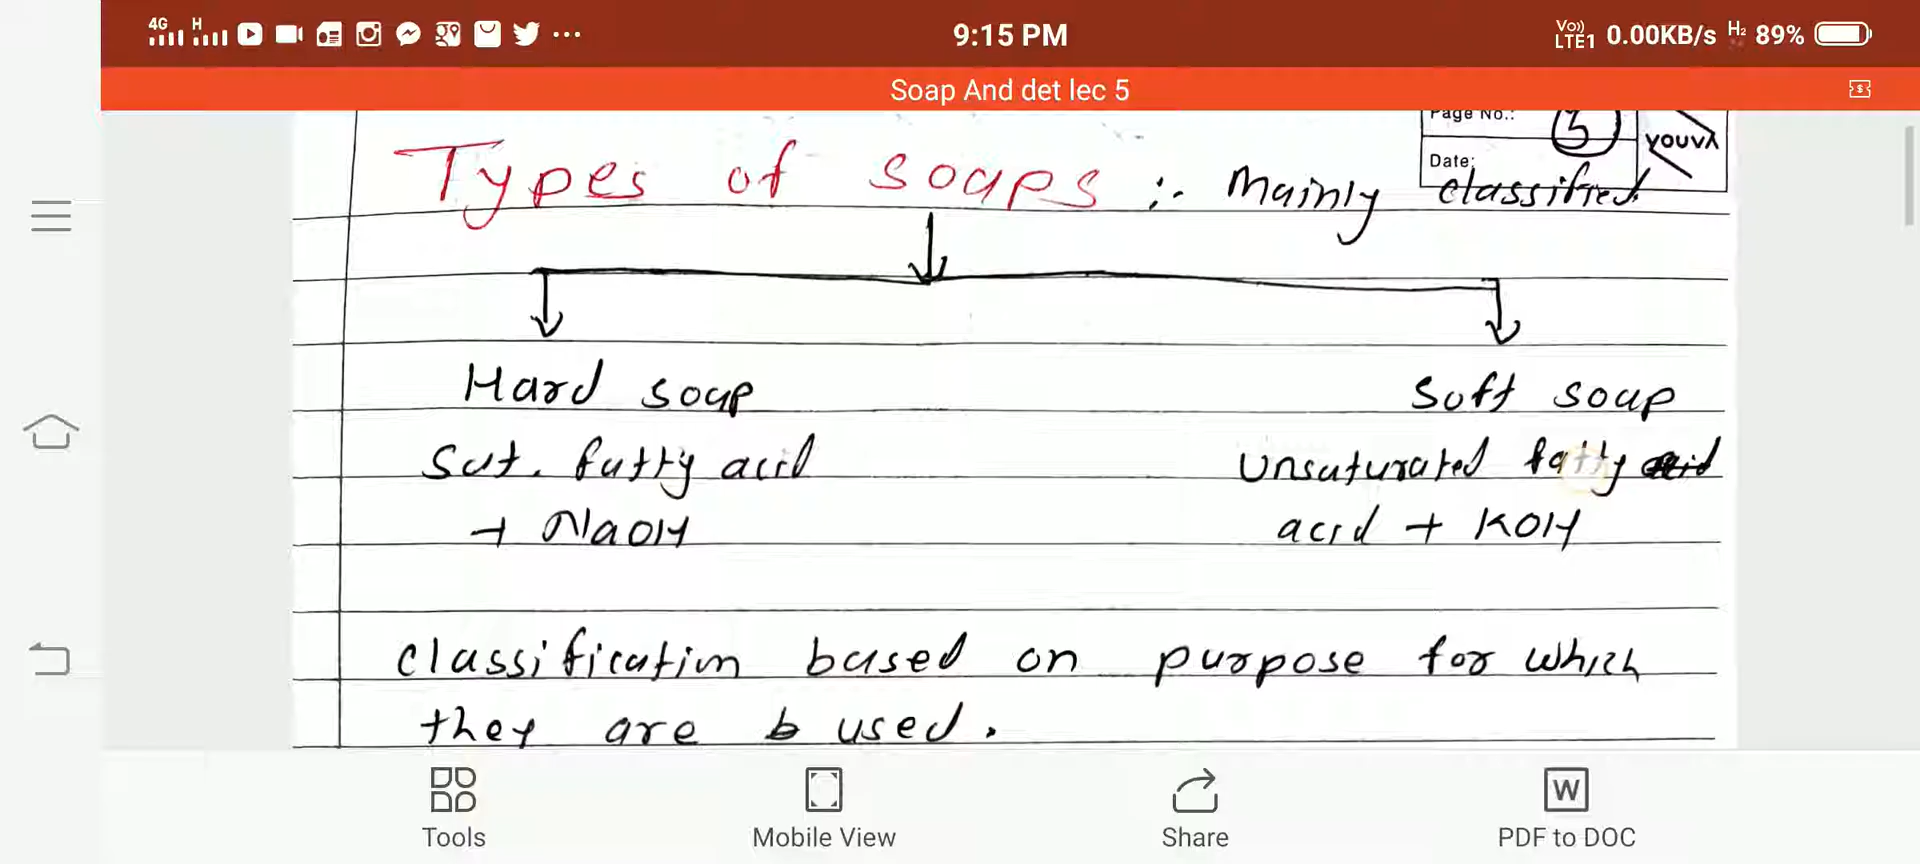 4G H 9:15 PM Vo)) LTE1 0.00KB/s H2 89%
Soap And det lec 5
Page No.: 5 YOUVA
Date:
Types of soaps :- Mainly classified.
Hard soap Soft soap
Sat. fatty acid Unsaturated fatty
+ NaOH acid + KOH
classification based on purpose for which
they are b used.
Tools Mobile View Share PDF to DOC